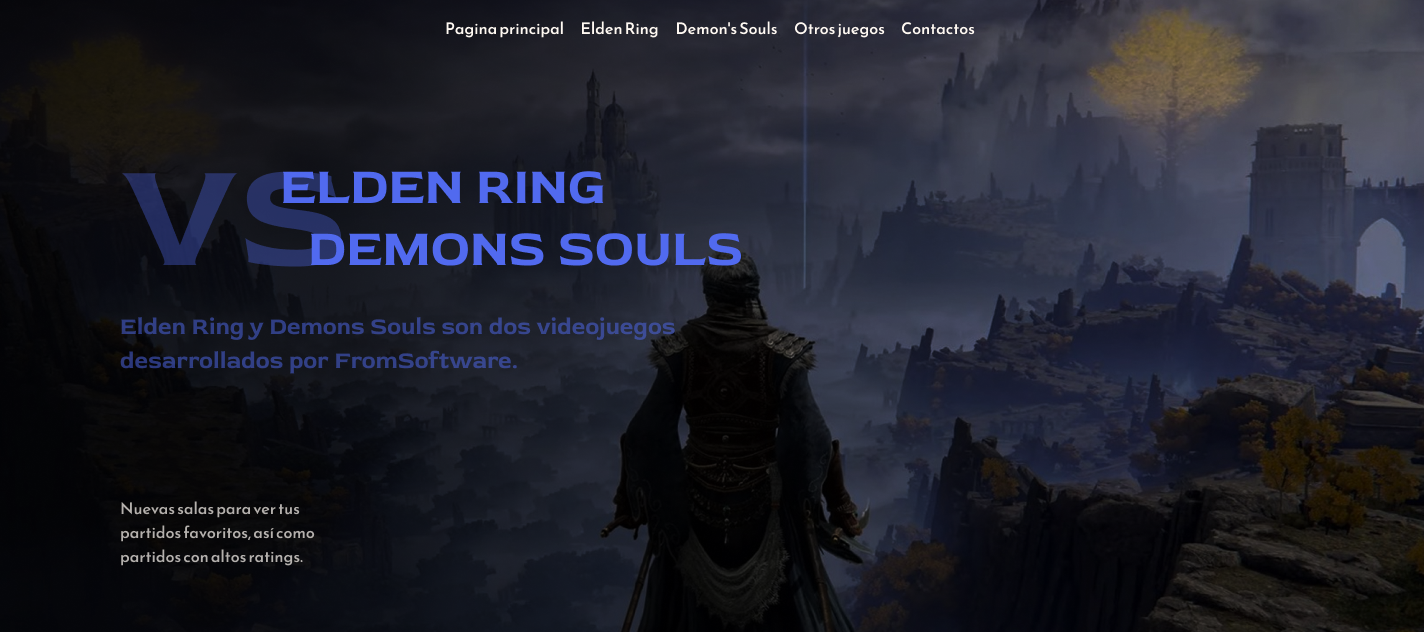 Pagina principal Elden Ring Demon's Souls Otros juegos Contactos
VS
ELDEN RING
DEMONS SOULS
Elden Ring y Demons Souls son dos videojuegos
desarrollados por FromSoftware.
Nuevas salas para ver tus
partidos favoritos, así como
partidos con altos ratings.